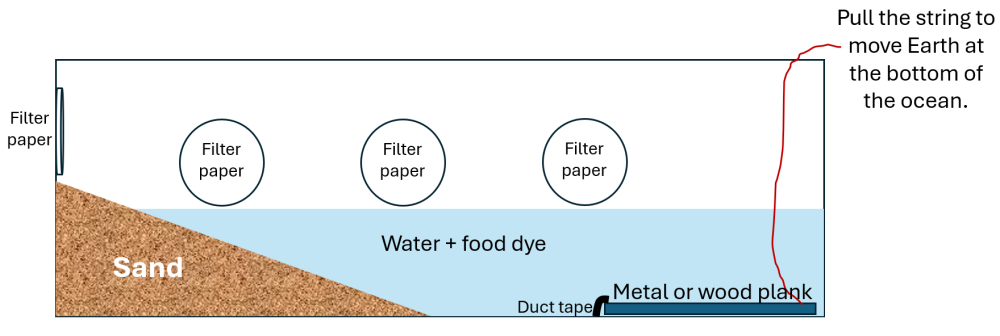 Pull the string to
move Earth at
the bottom of
the ocean.
Filter
paper
Filter
paper
Filter
paper
Filter
paper
Water + food dye
Sand
Metal or wood plank
Duct tape